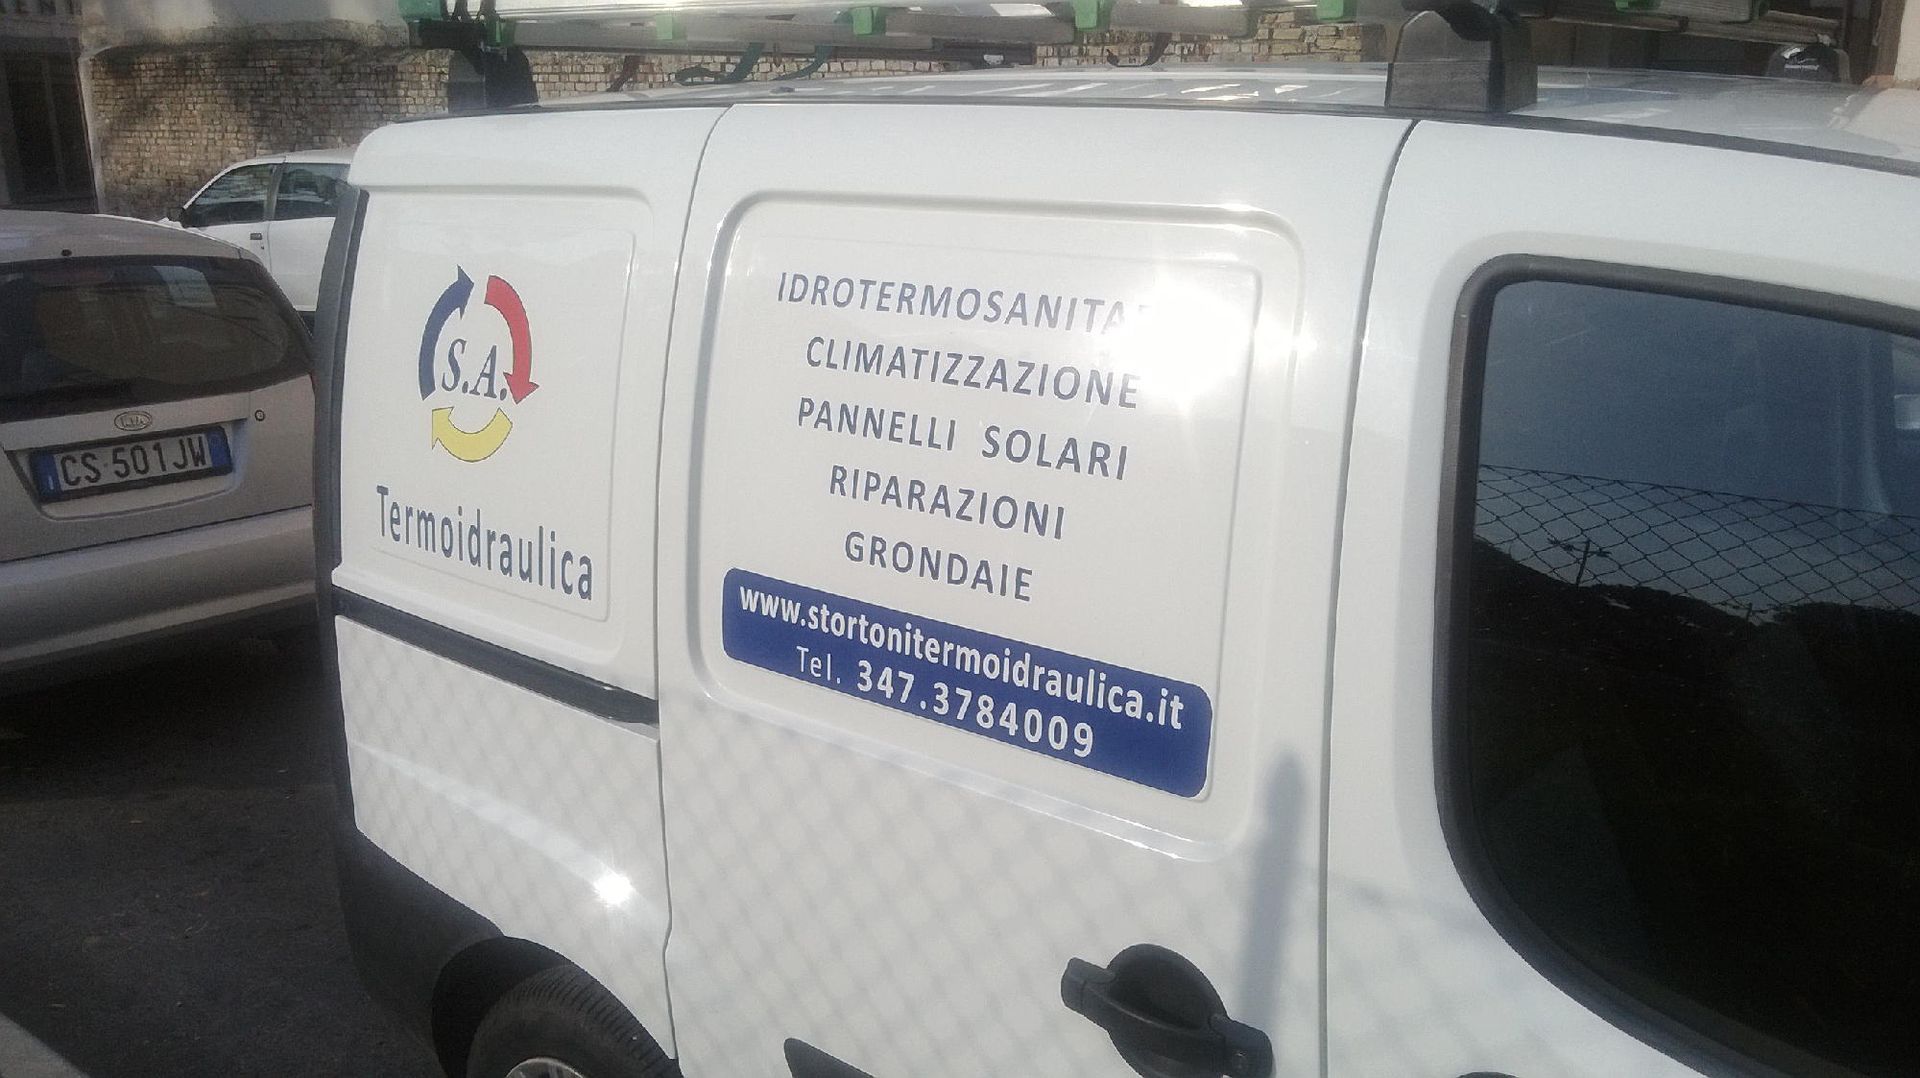 S.A.
Termoidraulica
CLIMATIZZAZIONE
PANNELLI SOLARI
RIPARAZIONI
GRONDAIE
www.stortonitermoidraulica.it
Tel. 347.3784009
CS 501JW